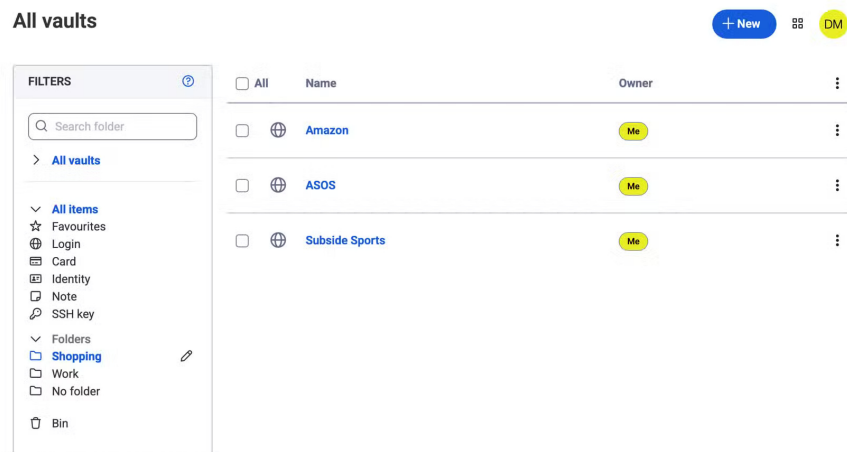 All vaults
New
DM
FILTERS
Search folder
All vaults
All items
Favourites
Login
Card
Identity
Note
SSH key
Folders
Shopping
Work
No folder
Bin
All Name Owner
Amazon Me
ASOS Me
Subside Sports Me